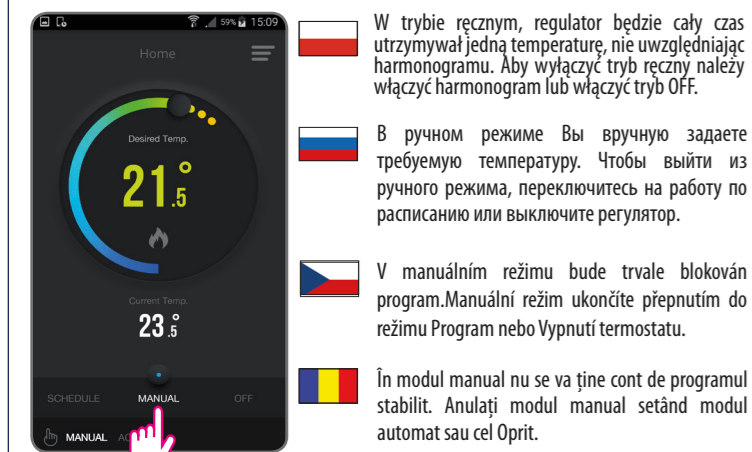 59% 15:09
Home
Desired Temp.
21.5°
Current Temp.
23.5°
SCHEDULE MANUAL OFF
MANUAL
W trybie ręcznym, regulator będzie cały czas
utrzymywał jedną temperaturę, nie uwzględniając
harmonogramu. Aby wyłączyć tryb ręczny należy
włączyć harmonogram lub włączyć tryb OFF.
В ручном режиме Вы вручную задаете
требуемую температуру. Чтобы выйти из
ручного режима, переключитесь на работу по
расписанию или выключите регулятор.
V manuálním režimu bude trvale blokován
program.Manuální režim ukončíte přepnutím do
režimu Program nebo Vypnutí termostatu.
În modul manual nu se va ține cont de programul
stabilit. Anulați modul manual setând modul
automat sau cel Oprit.